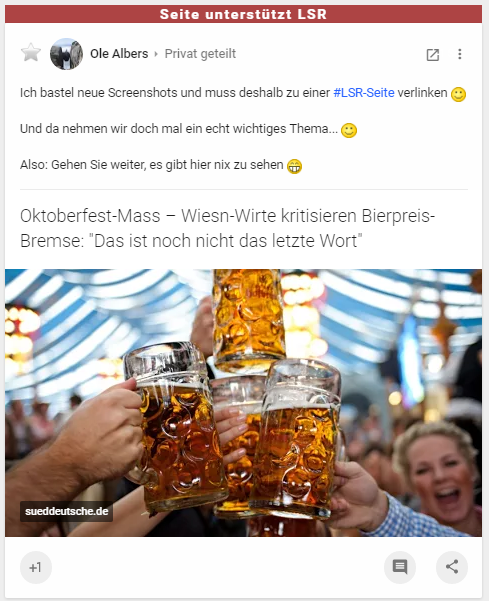 Seite unterstützt LSR
Ole Albers Privat geteilt
Ich bastel neue Screenshots und muss deshalb zu einer #LSR-Seite verlinken
Und da nehmen wir doch mal ein echt wichtiges Thema...
Also: Gehen Sie weiter, es gibt hier nix zu sehen
Oktoberfest-Mass – Wiesn-Wirte kritisieren Bierpreis-
Bremse: "Das ist noch nicht das letzte Wort"
sueddeutsche.de
+1